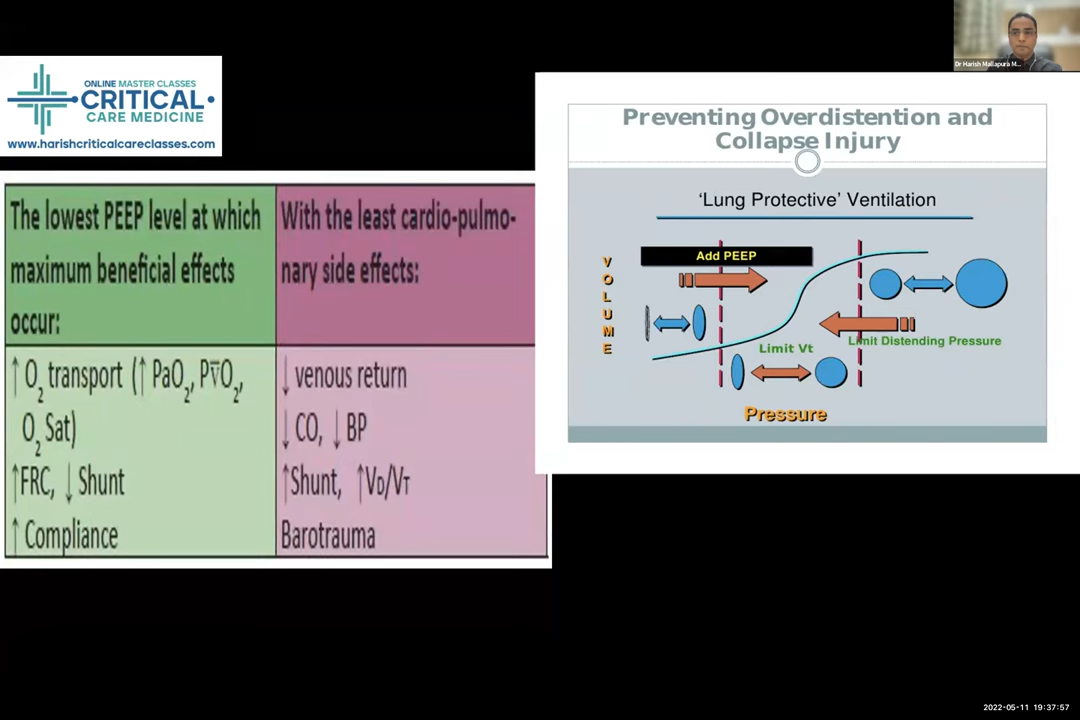 Dr Harish Mallapura M...
ONLINE MASTER CLASSES
CRITICAL
CARE MEDICINE
www.harishcriticalcareclasses.com
The lowest PEEP level at which
maximum beneficial effects
occur:
With the least cardio-pulmo-
nary side effects:
↑ O₂ transport (↑ PaO₂, Pv̅O₂,
O₂ Sat)
↑FRC, ↓ Shunt
↑ Compliance
↓ venous return
↓ CO, ↓ BP
↑Shunt, ↑VD/VT
Barotrauma
Preventing Overdistention and
Collapse Injury
‘Lung Protective’ Ventilation
Add PEEP
VOLUME
Limit Distending Pressure
Limit Vt
Pressure
2022-05-11 19:37:57